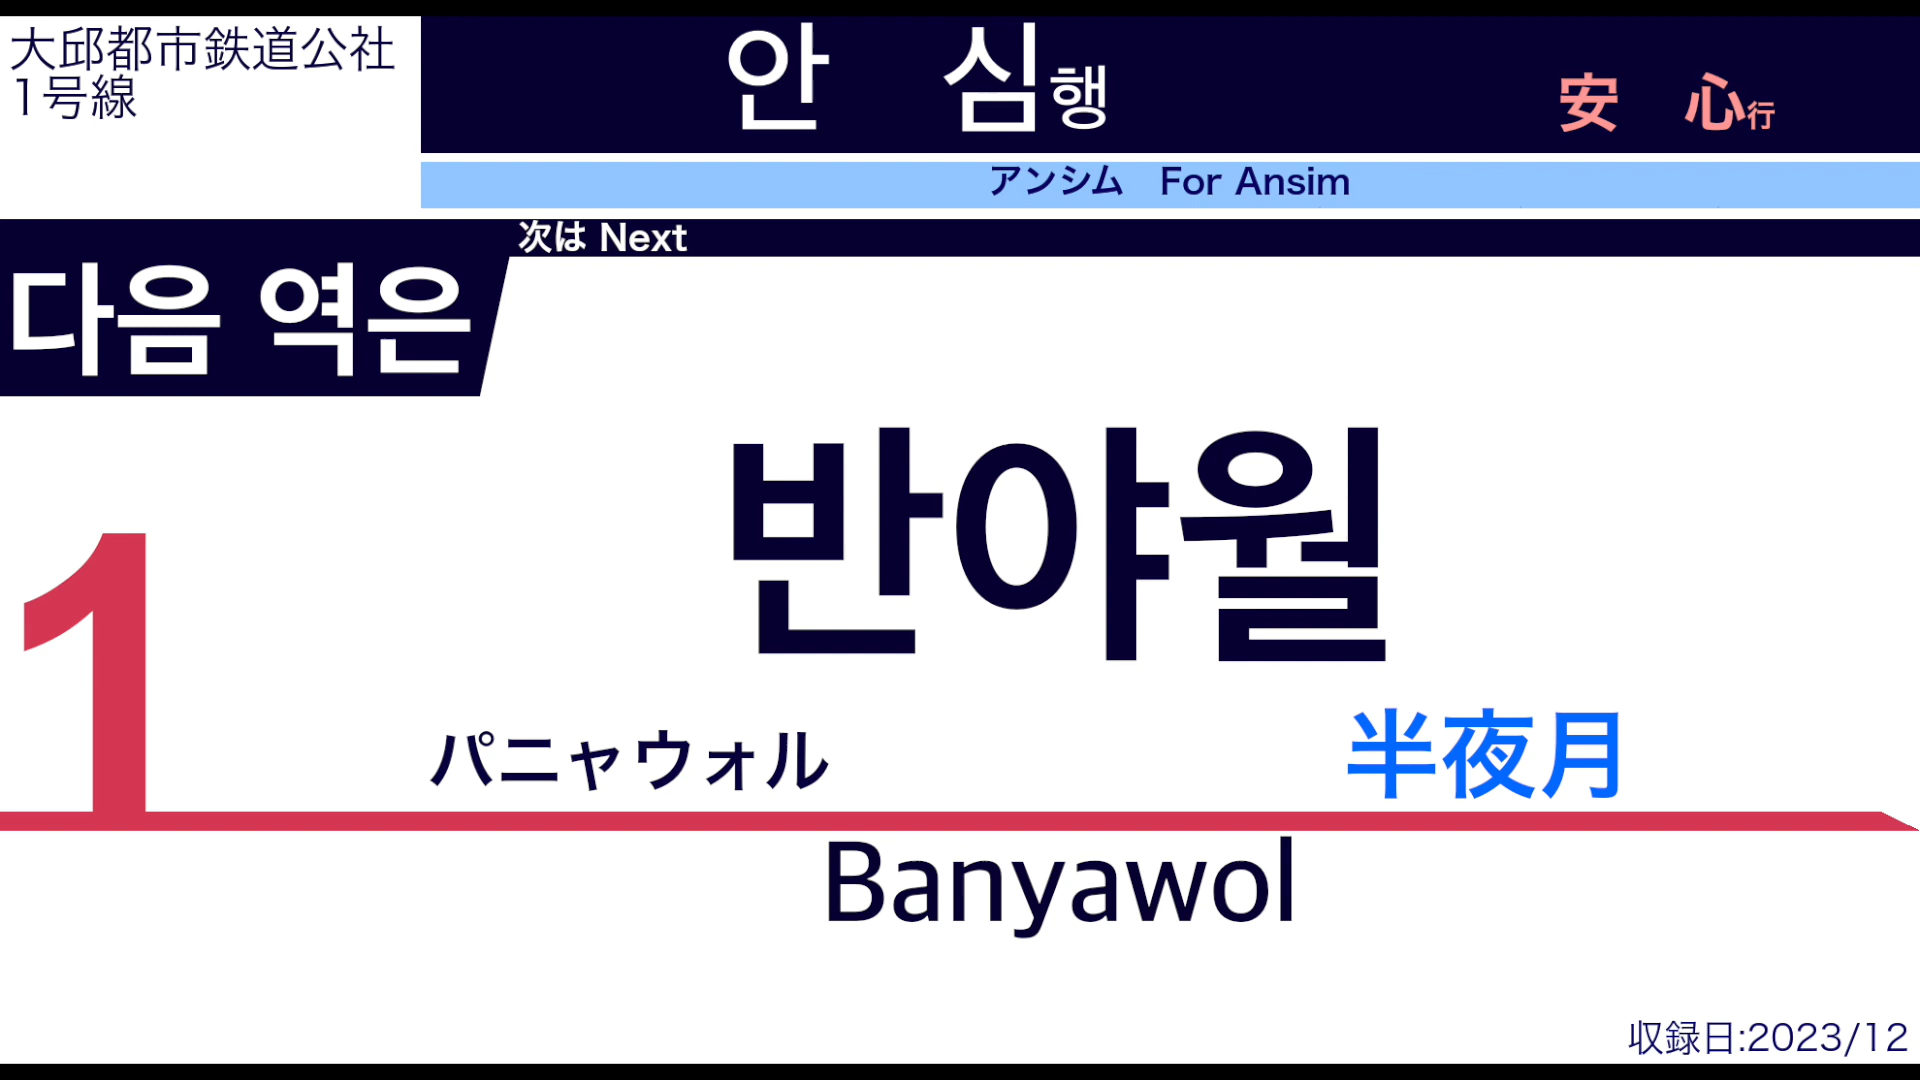 大邱都市鉄道公社
1号線
안 심행
安 心行
アンシム For Ansim
次は Next
다음 역은
반야월
1
パニャウォル
半夜月
Banyawol
収録日:2023/12